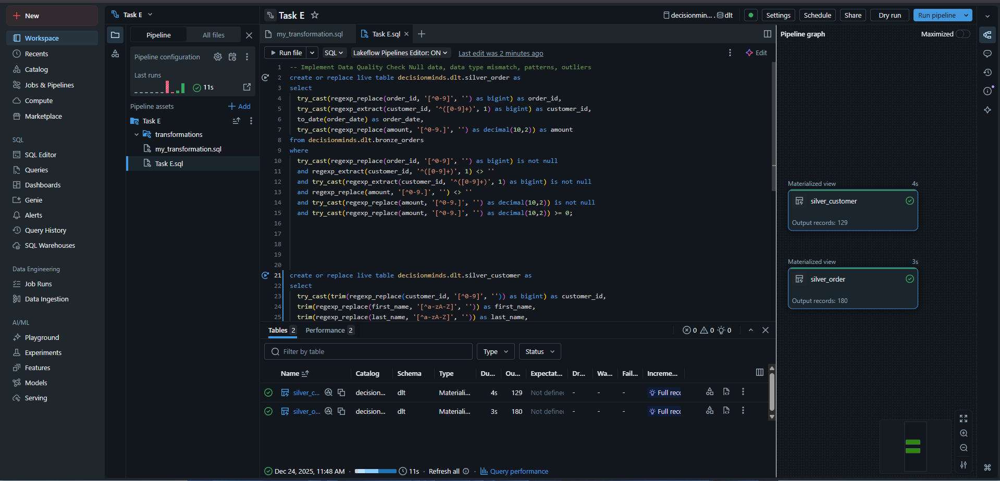 New
Workspace
Recents
Catalog
Jobs & Pipelines
Compute
Marketplace
SQL
SQL Editor
Queries
Dashboards
Genie
Alerts
Query History
SQL Warehouses
Data Engineering
Job Runs
Data Ingestion
AI/ML
Playground
Experiments
Features
Models
Serving
Task E
Pipeline
All files
Pipeline configuration
Last runs
11s
Pipeline assets
Add
Task E
transformations
my_transformation.sql
Task E.sql
Task E
decisionmin... . dlt
Settings
Schedule
Share
Dry run
Run pipeline
my_transformation.sql
Task E.sql
Run file
SQL
Lakeflow Pipelines Editor: ON
Last edit was 2 minutes ago
Edit
1 -- Implement Data Quality Check Null data, data type mismatch, patterns, outliers
2 create or replace live table decisionminds.dlt.silver_order as
3 select
4 try_cast(regexp_replace(order_id, '[^0-9]', '') as bigint) as order_id,
5 try_cast(regexp_extract(customer_id, '^([0-9]+)', 1) as bigint) as customer_id,
6 to_date(order_date) as order_date,
7 try_cast(regexp_replace(amount, '[^0-9.]', '') as decimal(10,2)) as amount
8 from decisionminds.dlt.bronze_orders
9 where
10 try_cast(regexp_replace(order_id, '[^0-9]', '') as bigint) is not null
11 and regexp_extract(customer_id, '^([0-9]+)', 1) <> ''
12 and try_cast(regexp_extract(customer_id, '^([0-9]+)', 1) as bigint) is not null
13 and regexp_replace(amount, '[^0-9.]', '') <> ''
14 and try_cast(regexp_replace(amount, '[^0-9.]', '') as decimal(10,2)) is not null
15 and try_cast(regexp_replace(amount, '[^0-9.]', '') as decimal(10,2)) >= 0;
16
17
18
19
20
21 create or replace live table decisionminds.dlt.silver_customer as
22 select
23 try_cast(trim(regexp_replace(customer_id, '[^0-9]', '')) as bigint) as customer_id,
24 trim(regexp_replace(first_name, '[^a-zA-Z]', '')) as first_name,
25 trim(regexp_replace(last_name, '[^a-zA-Z]', '')) as last_name,
Tables 2
Performance 2
0 0 0
Filter by table
Type
Status
Name Catalog Schema Type Du... Ou... Expectat... Dr... Wa... Fail... Increme...
silver_c... decision... dlt Materiali... 4s 129 Not defined - - - Full reco
silver_o... decision... dlt Materiali... 3s 180 Not defined - - - Full reco
Dec 24, 2025, 11:48 AM · 11s · Refresh all · Query performance
Pipeline graph
Maximized
Materialized view 4s
silver_customer
Output records: 129
Materialized view 3s
silver_order
Output records: 180